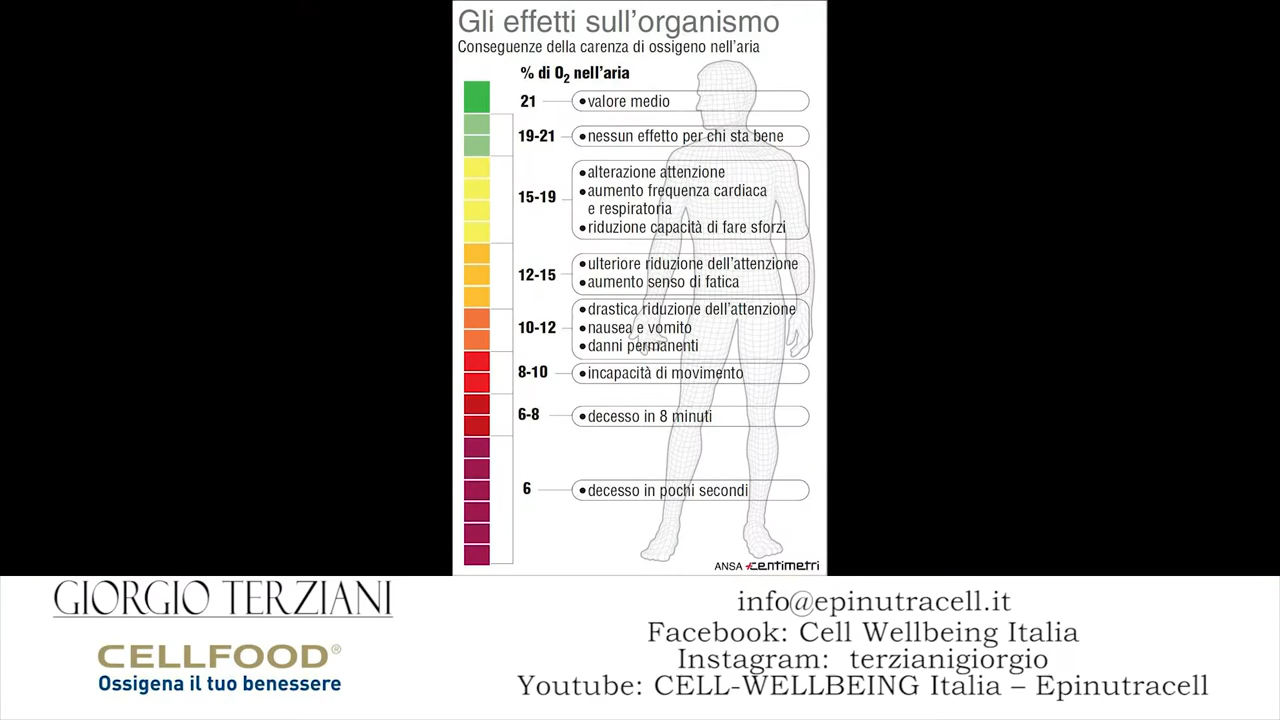 Gli effetti sull'organismo
Conseguenze della carenza di ossigeno nell'aria
% di O2 nell'aria
21 • valore medio
19-21 • nessun effetto per chi sta bene
15-19 • alterazione attenzione
• aumento frequenza cardiaca
e respiratoria
• riduzione capacità di fare sforzi
12-15 • ulteriore riduzione dell'attenzione
• aumento senso di fatica
10-12 • drastica riduzione dell'attenzione
• nausea e vomito
• danni permanenti
8-10 • incapacità di movimento
6-8 • decesso in 8 minuti
6 • decesso in pochi secondi
ANSA centimetri
GIORGIO TERZIANI
CELLFOOD®
Ossigena il tuo benessere
info@epinutracell.it
Facebook: Cell Wellbeing Italia
Instagram: terzianigiorgio
Youtube: CELL-WELLBEING Italia – Epinutracell